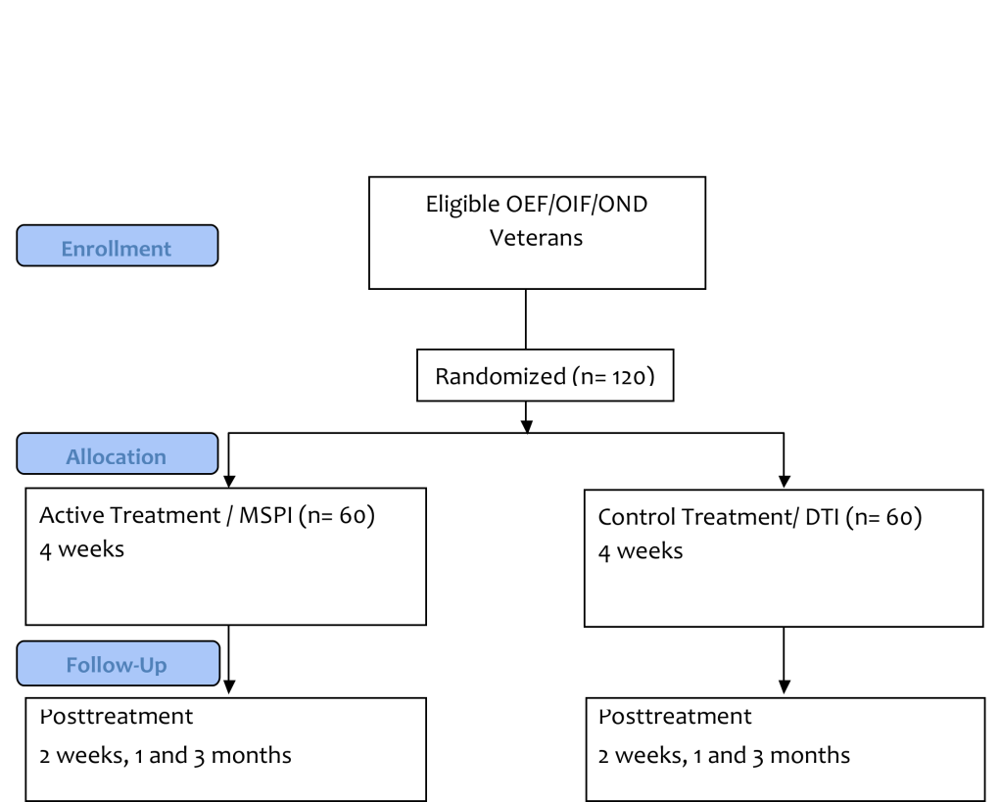 Eligible OEF/OIF/OND
Veterans
Enrollment
Randomized (n= 120)
Allocation
Active Treatment / MSPI (n= 60)
4 weeks
Control Treatment/ DTI (n= 60)
4 weeks
Follow-Up
Posttreatment
2 weeks, 1 and 3 months
Posttreatment
2 weeks, 1 and 3 months